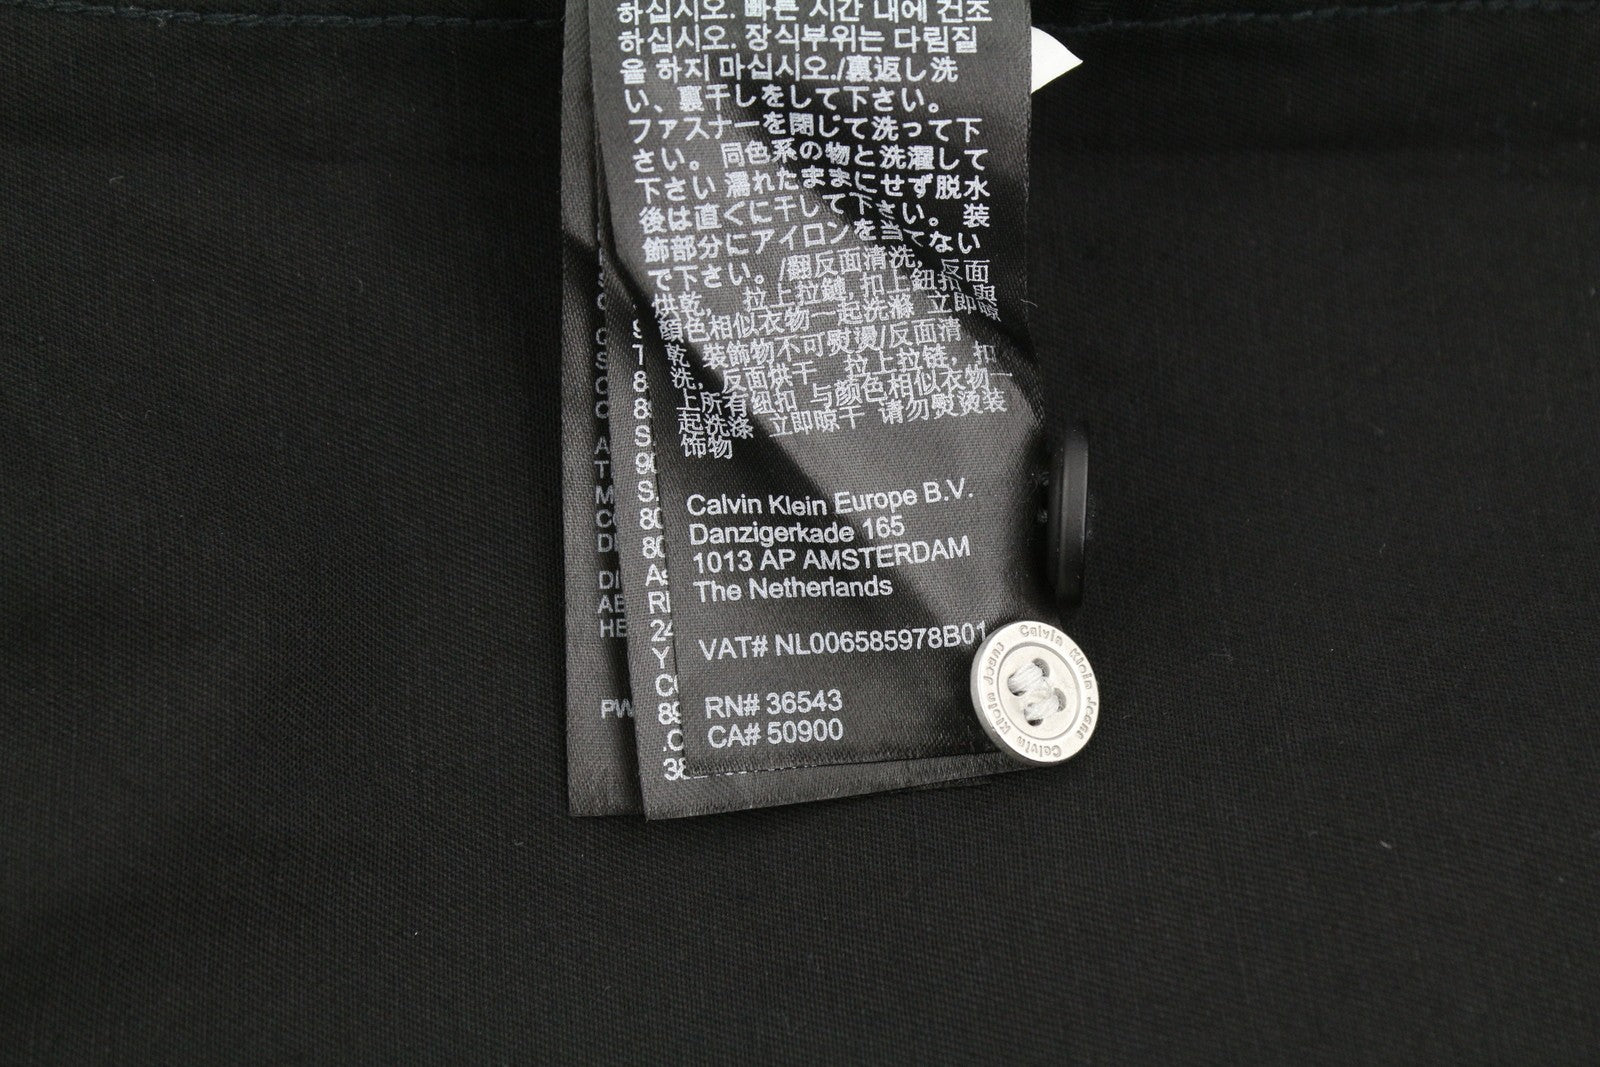 하십시오. 빠른 시간 내에 건조
하십시오. 장식부위는 다림질
을 하지 마십시오./裏返し洗
い、裏干しをして下さい。
ファスナーを閉じて洗って下
さい。 同色系の物と洗濯して
下さい 濡れたままにせず脱水
後は直ぐに干して下さい。 装
飾部分にアイロンを当てない
で下さい。/翻反面清洗, 反面
烘乾, 拉上拉鏈, 扣上鈕扣 與
顏色相似衣物一起洗滌 立即晾
乾 裝飾物不可熨燙/反面清
洗, 反面烘干 拉上拉链, 扣
上所有纽扣 与颜色相似衣物一
起洗涤 立即晾干 请勿熨烫装
饰物
Calvin Klein Europe B.V.
Danzigerkade 165
1013 AP AMSTERDAM
The Netherlands
VAT# NL006585978B01
RN# 36543
CA# 50900
Calvin Klein Jeans Calvin Klein Jeans